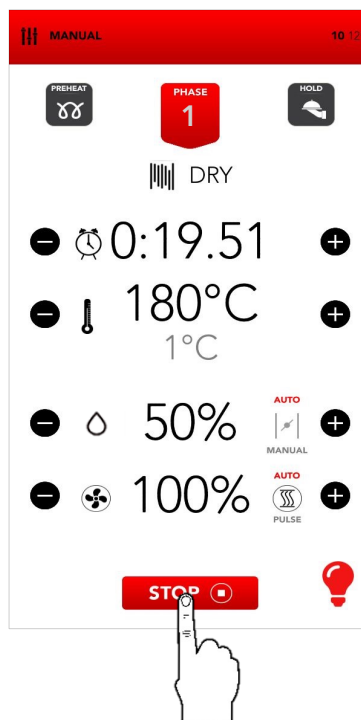 MANUAL 10 12
PREHEAT
PHASE
1
HOLD
DRY
0:19.51
180°C
1°C
50%
AUTO
MANUAL
100%
AUTO
PULSE
STOP